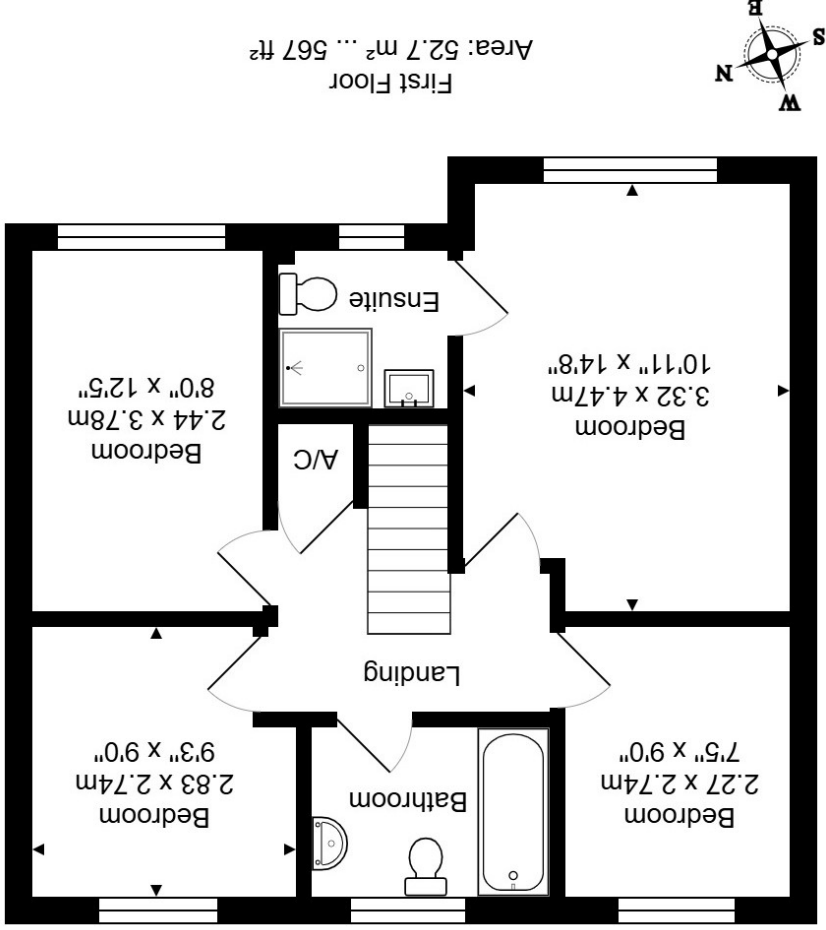 Bedroom
2.27 x 2.74m
7'5" x 9'0"
Bathroom
Bedroom
2.83 x 2.74m
9'3" x 9'0"
Landing
Bedroom
3.32 x 4.47m
10'11" x 14'8"
A/C
Bedroom
2.44 x 3.78m
8'0" x 12'5"
Ensuite
W
N
S
E
First Floor
Area: 52.7 m² ... 567 ft²